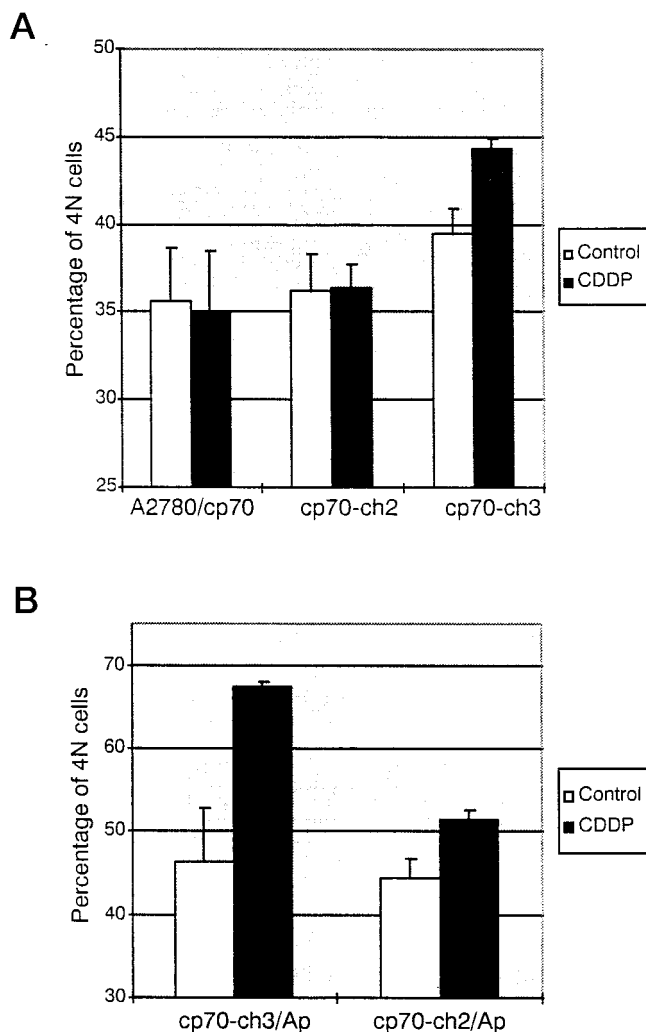 A
Percentage of 4N cells
50
45
40
35
30
25
A2780/cp70 cp70-ch2 cp70-ch3
Control
CDDP
B
Percentage of 4N cells
70
60
50
40
30
cp70-ch3/Ap cp70-ch2/Ap
Control
CDDP